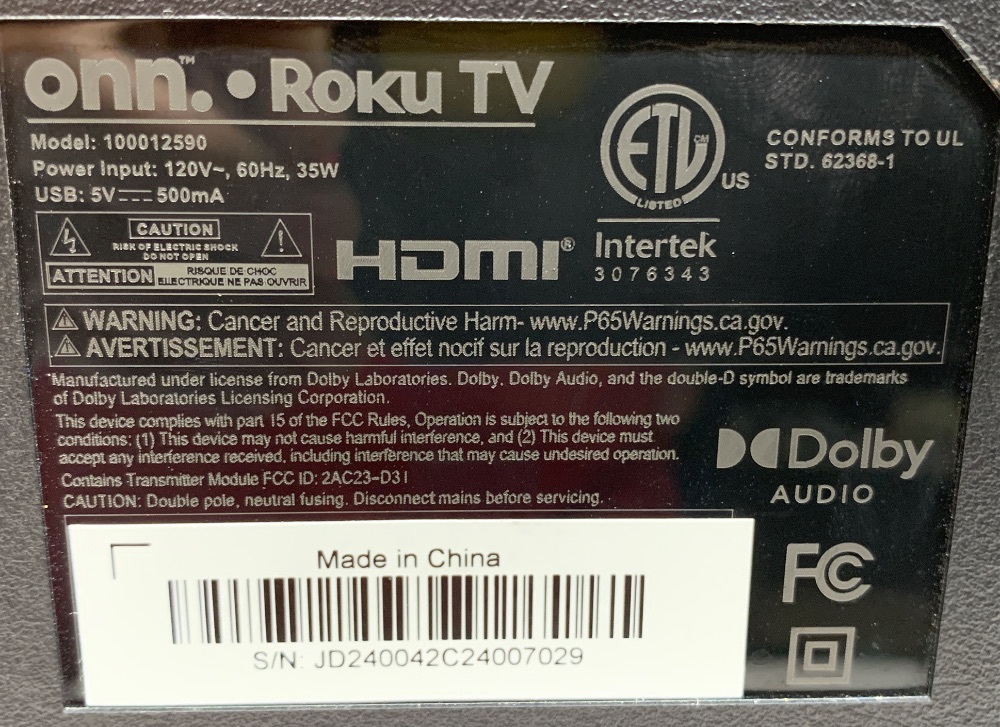 onn.™ • Roku TV
Model: 100012590
Power Input: 120V~, 60Hz, 35W
USB: 5V⎓ 500mA
CAUTION
RISK OF ELECTRIC SHOCK
DO NOT OPEN
ATTENTION
RISQUE DE CHOC
ELECTRIQUE NE PAS OUVRIR
HDMI®
ETL CM
LISTED
US
CONFORMS TO UL
STD. 62368-1
Intertek
3076343
WARNING: Cancer and Reproductive Harm- www.P65Warnings.ca.gov.
AVERTISSEMENT: Cancer et effet nocif sur la reproduction - www.P65Warnings.ca.gov.
"Manufactured under license from Dolby Laboratories. Dolby, Dolby Audio, and the double-D symbol are trademarks
of Dolby Laboratories Licensing Corporation.
This device complies with part 15 of the FCC Rules, Operation is subject to the following two
conditions: (1) This device may not cause harmful interference, and (2) This device must
accept any interference received, including interference that may cause undesired operation.
Contains Transmitter Module FCC ID: 2AC23-D31
CAUTION: Double pole, neutral fusing. Disconnect mains before servicing.
Dolby
AUDIO
FC
Made in China
S/N: JD240042C24007029